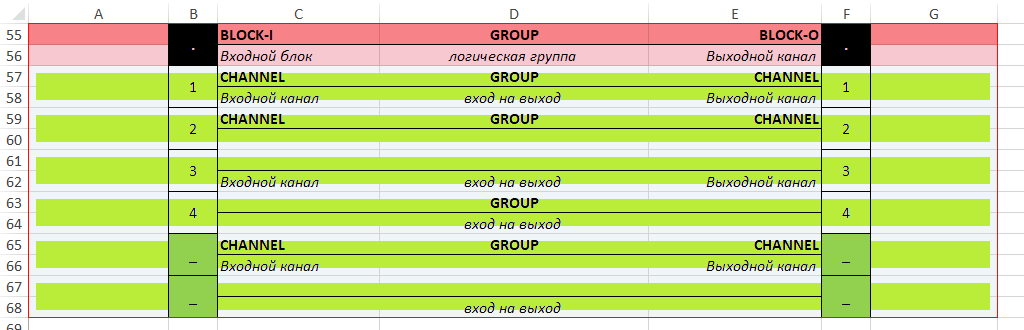 A B C D E F G
55 BLOCK-I GROUP BLOCK-O
. .
56 Входной блок логическая группа Выходной канал
57 CHANNEL GROUP CHANNEL
1 1
58 Входной канал вход на выход Выходной канал
59 CHANNEL GROUP CHANNEL
2 2
60
61
3 3
62 Входной канал вход на выход Выходной канал
63 GROUP
4 4
64 вход на выход
65 CHANNEL GROUP CHANNEL
_ _
66 Входной канал Выходной канал
67
_ _
68 вход на выход
69